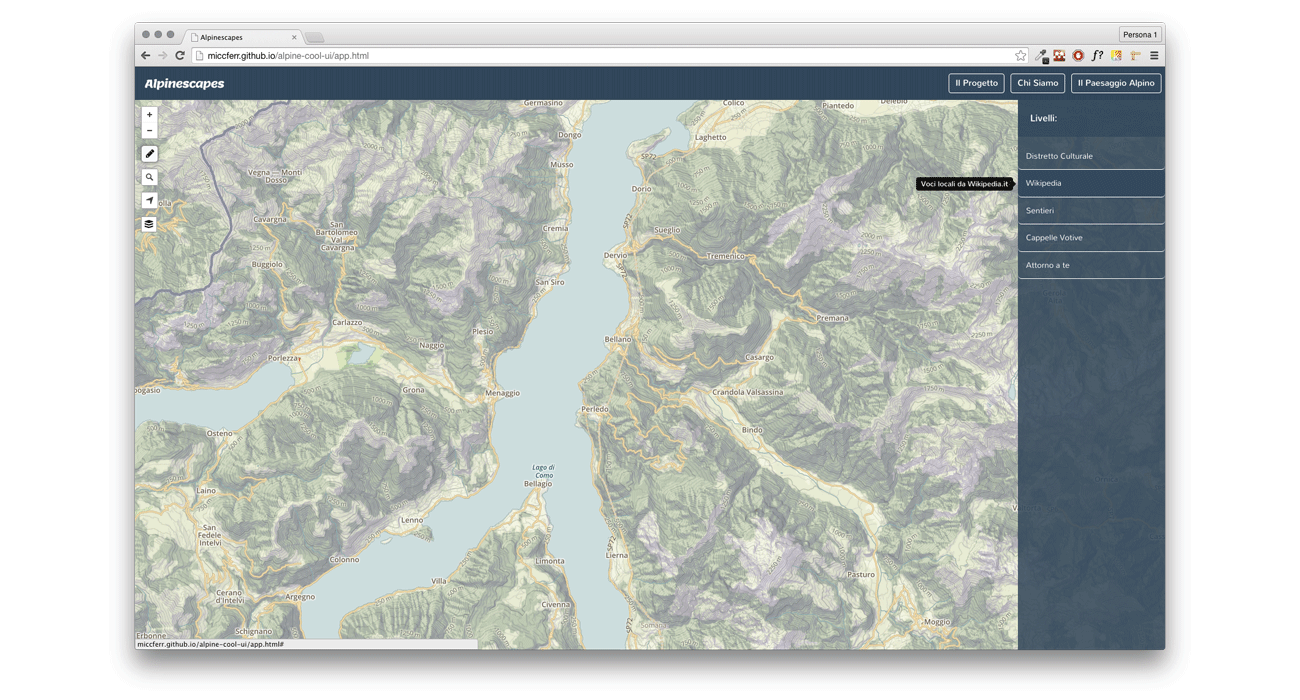 Alpinescapes
Persona 1
miccferr.github.io/alpine-cool-ui/app.html
f?
Alpinescapes
Il Progetto
Chi Siamo
Il Paesaggio Alpino
+
−
Livelli:
Distretto Culturale
Voci locali da Wikipedia.it
Wikipedia
Sentieri
Cappelle Votive
Attorno a te
Germasino
Colico
Piantedo
Delebio
Dongo
Laghetto
Musso
SP72
Vegna — Monti
Dosso
Dorio
Cavargna
San
Bartolomeo
Val
Cavargna
Cremia
Sueglio
Dervio
Tremenico
Buggiolo
San Siro
Carlazzo
Plesio
Premana
Naggio
Bellano
Porlezza
Casargo
Grona
Menaggio
Crandola Valsassina
Perledo
Osteno
Bindo
Lago di
Como
Bellagio
Laino
Lenno
San
Fedele
Intelvi
Colonno
Limonta
Lierna
Villa
Pasturo
Cerano
d'Intelvi
Argegno
Civenna
SP72
Moggio
Schignano
Erbonne
miccferr.github.io/alpine-cool-ui/app.html#